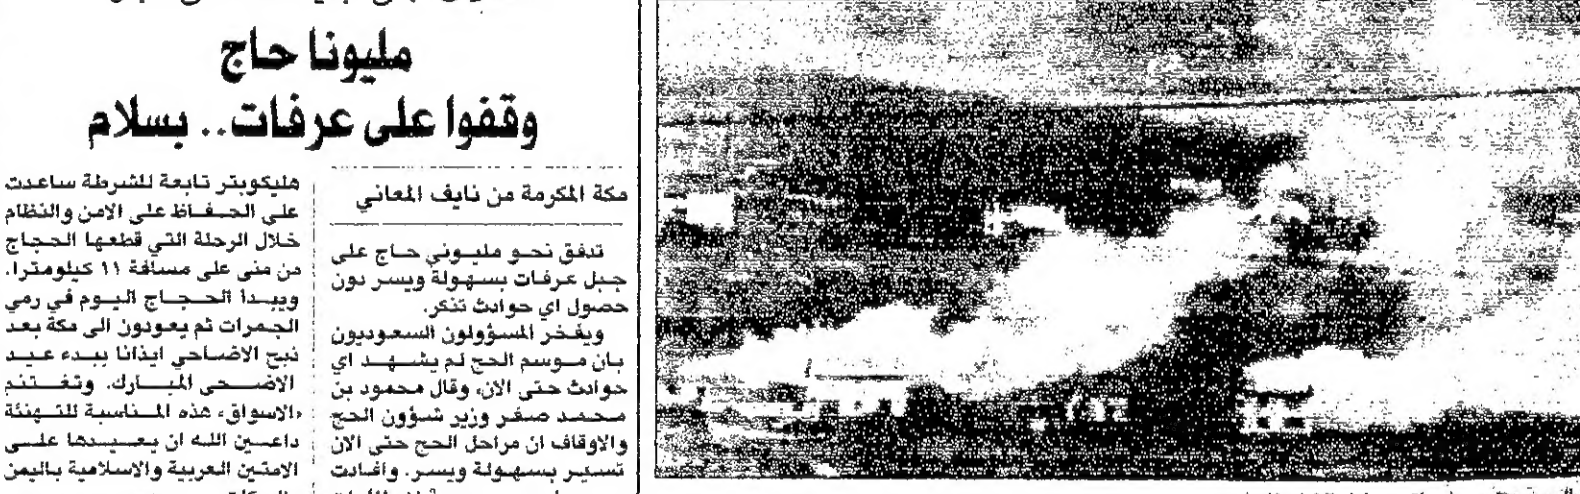 مليونا حاج
وقفوا على عرفات.. بسلام
مكة المكرمة من نايف المعاني
تدفق نحو مليوني حاج على
جبل عرفات بسهولة ويسر دون
حصول اي حوادث تذكر.
ويفخر المسؤولون السعوديون
بان موسم الحج لم يشهد اي
حوادث حتى الان، وقال محمود بن
محمد صفر وزير شؤون الحج
والاوقاف ان مراحل الحج حتى الان
تسير بسهولة ويسر. وافادت
هليكوبتر تابعة للشرطة ساعدت
على الحفاظ على الامن والنظام
خلال الرحلة التي قطعها الحجاج
من منى على مسافة ١١ كيلومترا.
ويبدا الحجاج اليوم في رمي
الجمرات ثم يعودون الى مكة بعد
ذبح الاضاحي ايذانا ببدء عيد
الاضحى المبارك. وتغتنم
«الاسواق» هذه المناسبة للتهنئة
داعين الله ان يعيدها على
الامتين العربية والاسلامية باليمن